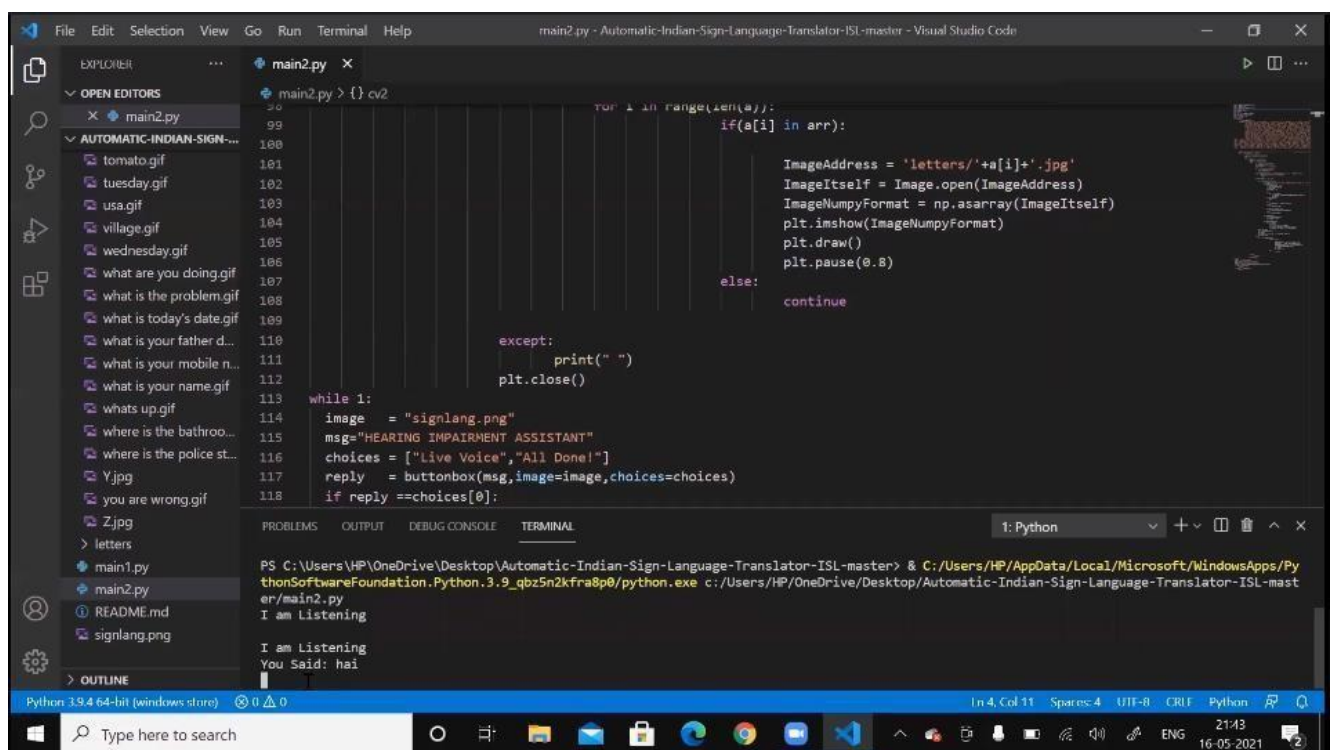 File Edit Selection View Go Run Terminal Help main2.py - Automatic-Indian-Sign-Language-Translator-ISL-master - Visual Studio Code
EXPLORER ... main2.py ×
OPEN EDITORS
main2.py > {} cv2
× main2.py
AUTOMATIC-INDIAN-SIGN-...
tomato.gif
tuesday.gif
usa.gif
village.gif
wednesday.gif
what are you doing.gif
what is the problem.gif
what is today's date.gif
what is your father d...
what is your mobile n...
what is your name.gif
whats up.gif
where is the bathroo...
where is the police st...
Y.jpg
you are wrong.gif
Z.jpg
> letters
main1.py
main2.py
README.md
signlang.png
> OUTLINE
98 for i in range(len(a)):
99 if(a[i] in arr):
100
101 ImageAddress = 'letters/'+a[i]+'.jpg'
102 ImageItself = Image.open(ImageAddress)
103 ImageNumpyFormat = np.asarray(ImageItself)
104 plt.imshow(ImageNumpyFormat)
105 plt.draw()
106 plt.pause(0.8)
107 else:
108 continue
109
110 except:
111 print(" ")
112 plt.close()
113 while 1:
114 image = "signlang.png"
115 msg="HEARING IMPAIRMENT ASSISTANT"
116 choices = ["Live Voice","All Done!"]
117 reply = buttonbox(msg,image=image,choices=choices)
118 if reply ==choices[0]:
PROBLEMS OUTPUT DEBUG CONSOLE TERMINAL 1: Python
PS C:\Users\HP\OneDrive\Desktop\Automatic-Indian-Sign-Language-Translator-ISL-master> & C:/Users/HP/AppData/Local/Microsoft/WindowsApps/Py
thonSoftwareFoundation.Python.3.9_qbz5n2kfra8p0/python.exe c:/Users/HP/OneDrive/Desktop/Automatic-Indian-Sign-Language-Translator-ISL-mast
er/main2.py
I am Listening
I am Listening
You Said: hai
Python 3.9.4 64-bit (windows store) 0 0 Ln 4, Col 11 Spaces: 4 UTF-8 CRLF Python
Type here to search ENG 21:43
16-05-2021 2